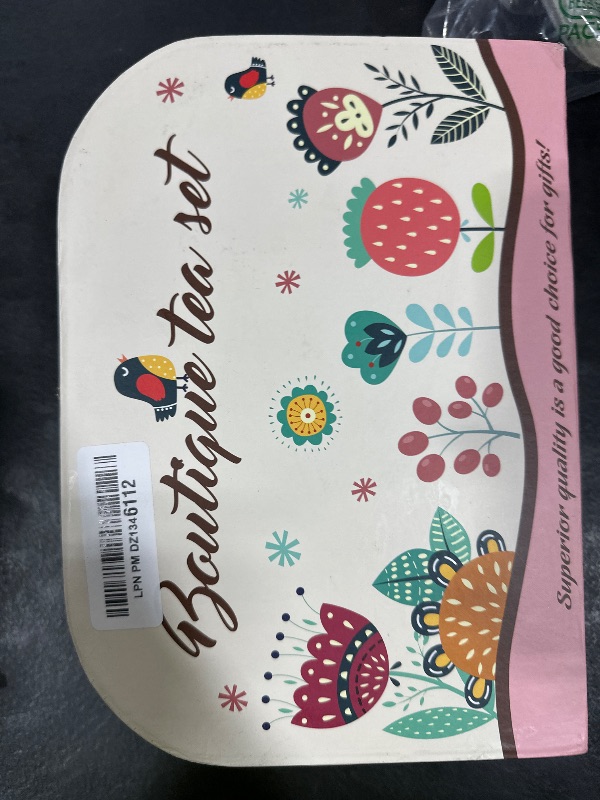 Boutique tea set
LPN PM DZ1346112
Superior quality is a good choice for gifts!